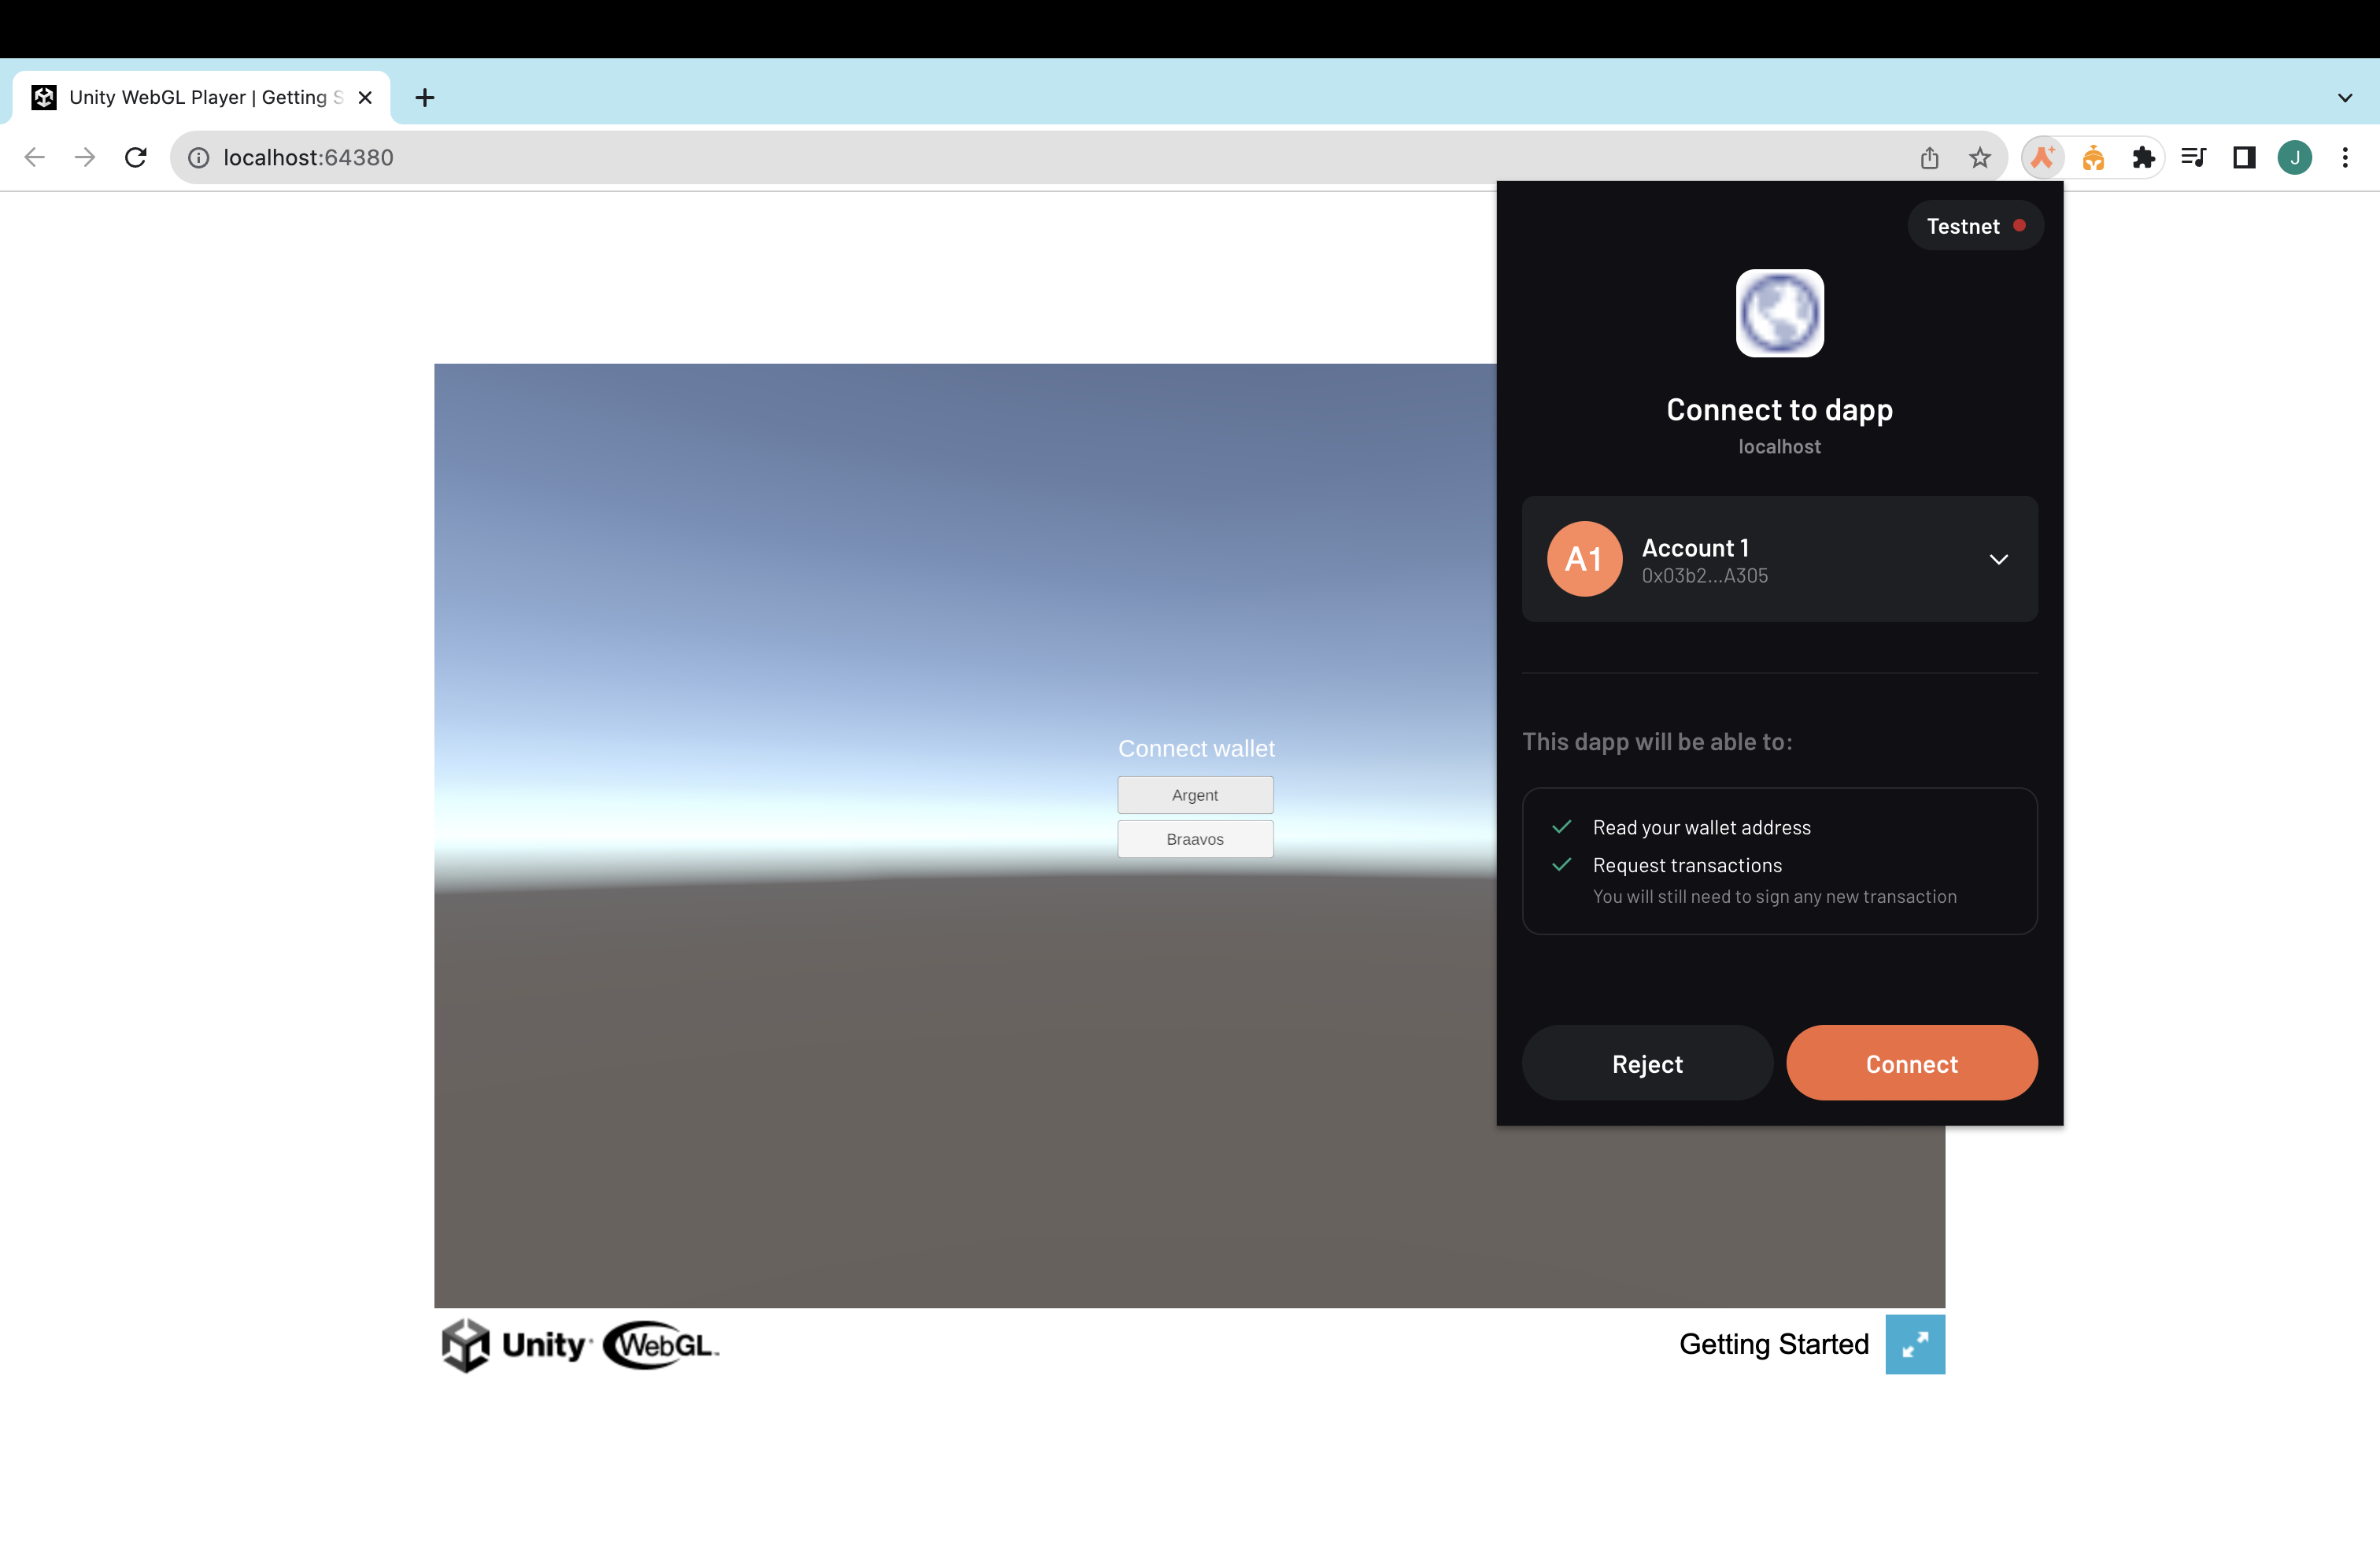 Unity WebGL Player | Getting S
localhost:64380
J
Testnet
Connect to dapp
localhost
A1
Account 1
0x03b2...A305
This dapp will be able to:
Read your wallet address
Request transactions
You will still need to sign any new transaction
Reject
Connect
Connect wallet
Argent
Braavos
Unity
WebGL
Getting Started